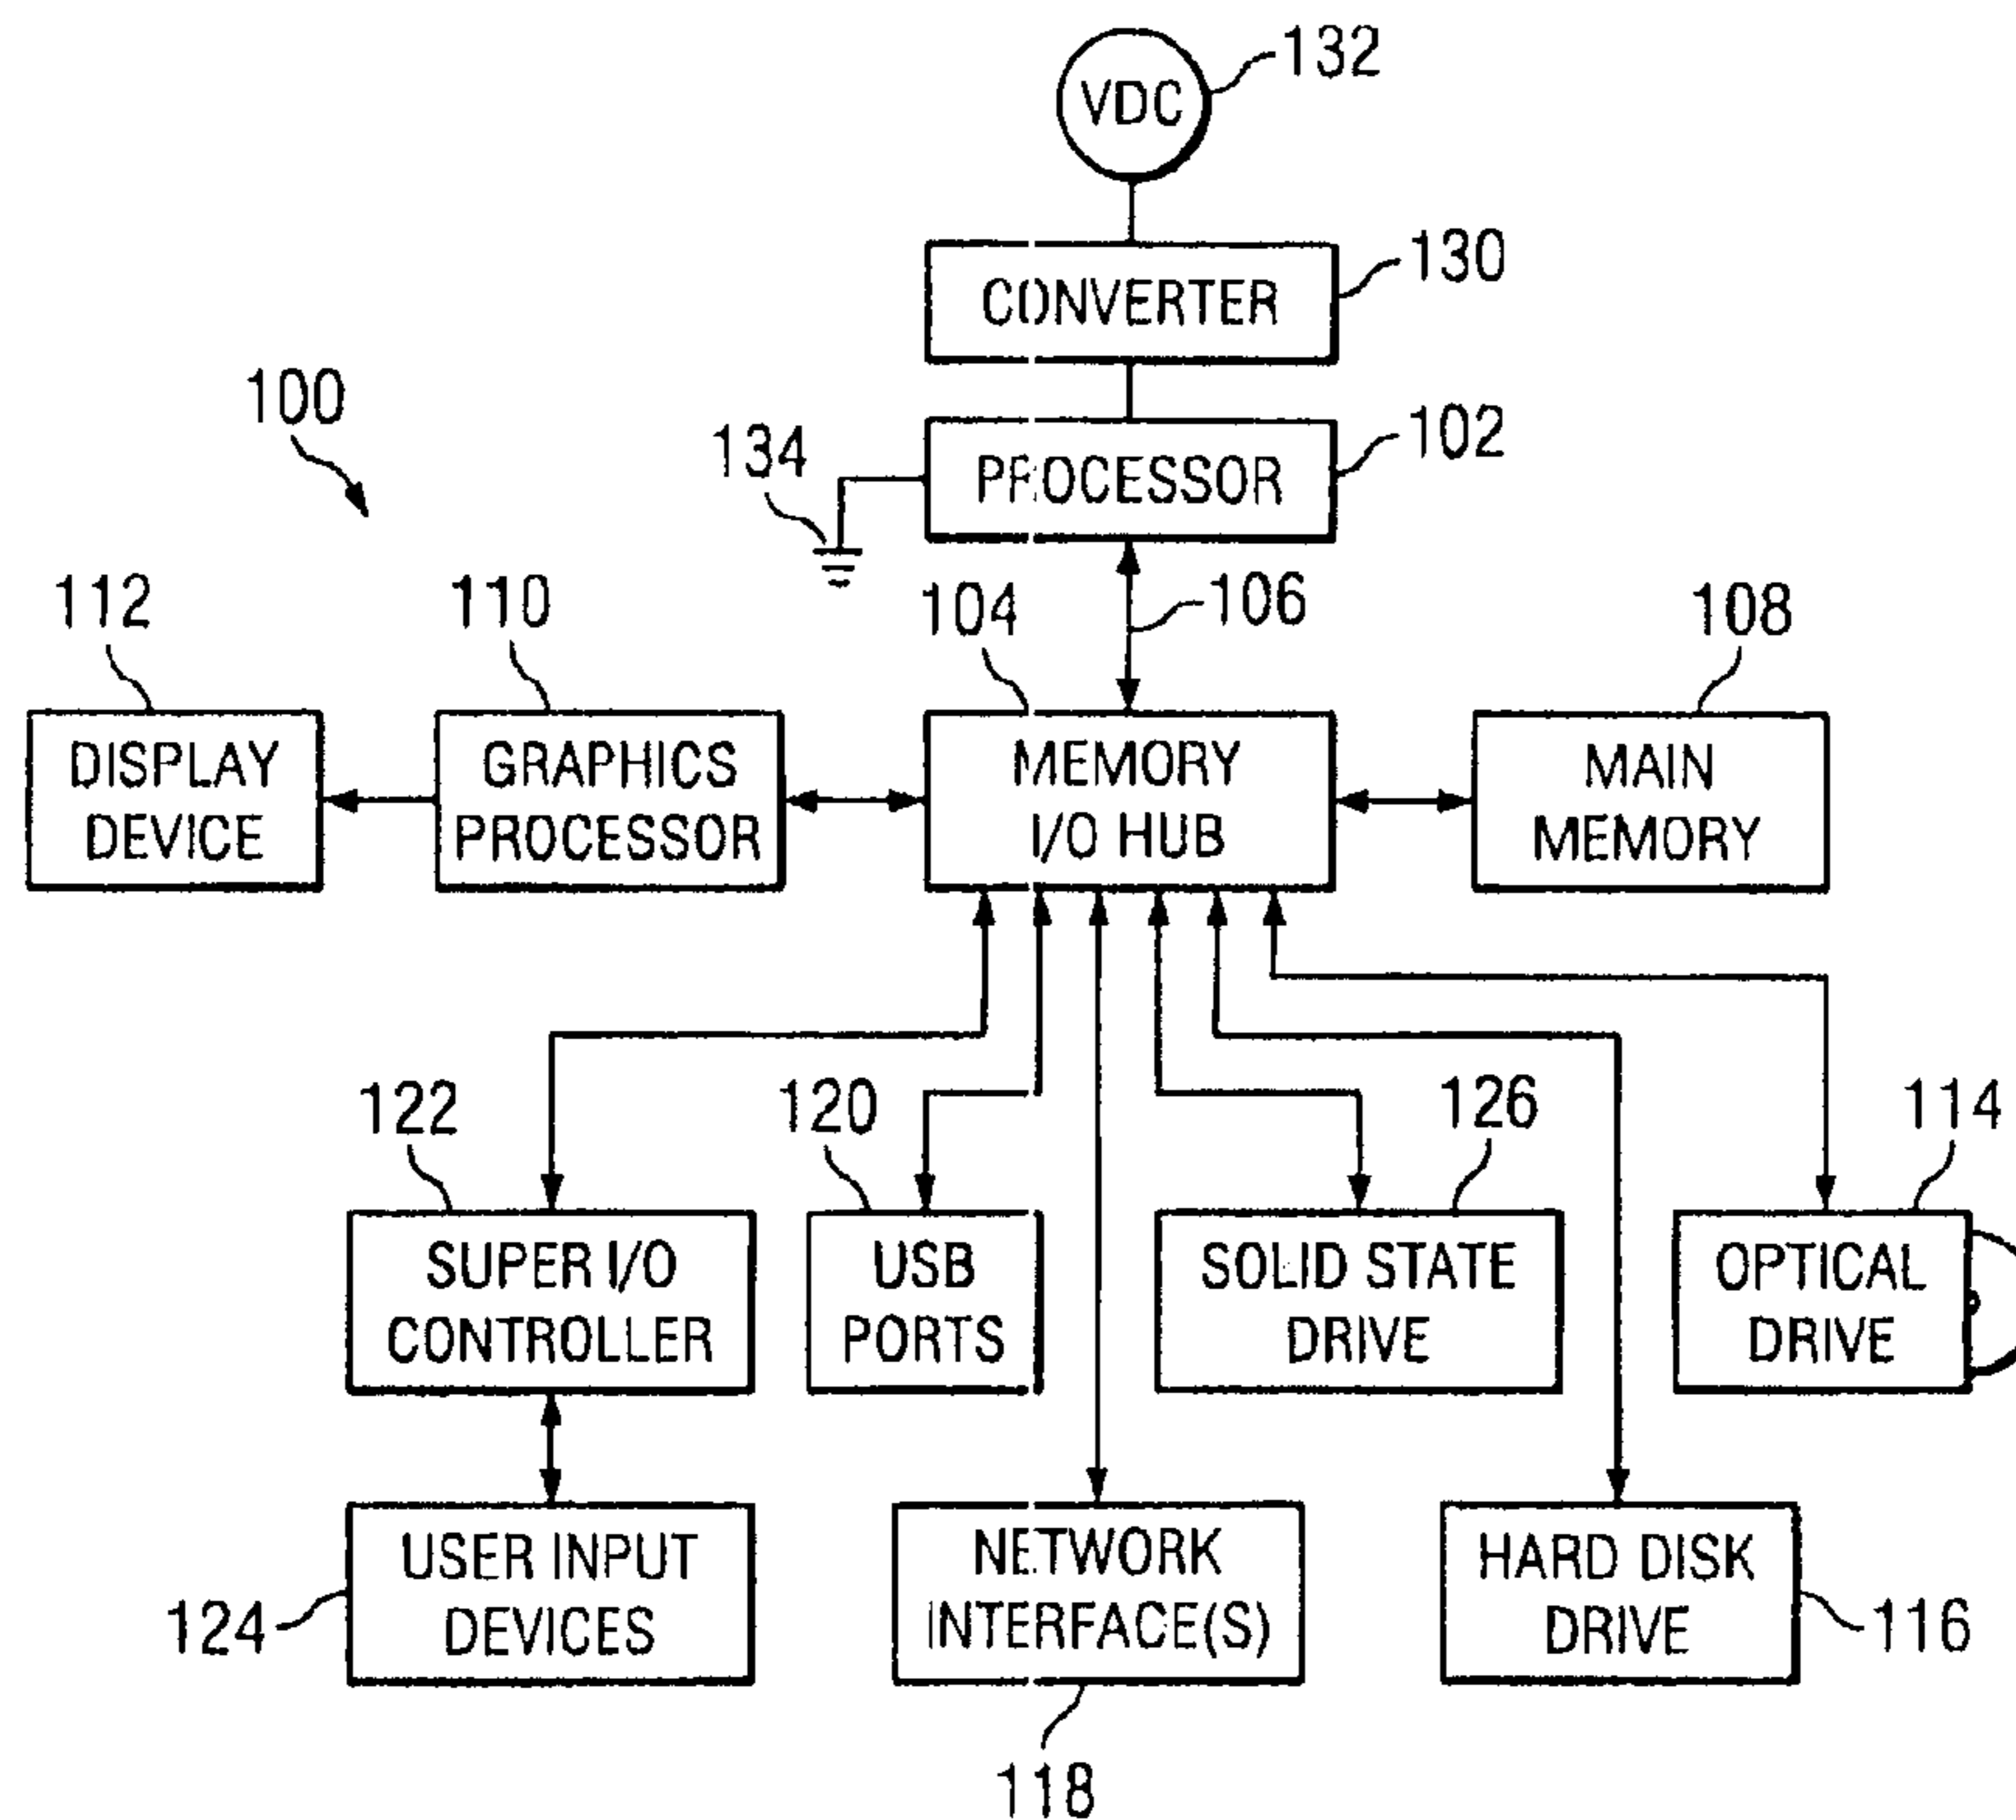 132
VDC
130
CONVERTER
100
102
134
PROCESSOR
112
110
104
106
108
DISPLAY
DEVICE
GRAPHICS
PROCESSOR
MEMORY
I/O HUB
MAIN
MEMORY
122
120
126
114
SUPER I/O
CONTROLLER
USB
PORTS
SOLID STATE
DRIVE
OPTICAL
DRIVE
USER INPUT
DEVICES
NETWORK
INTERFACE(S)
HARD DISK
DRIVE
124
116
118